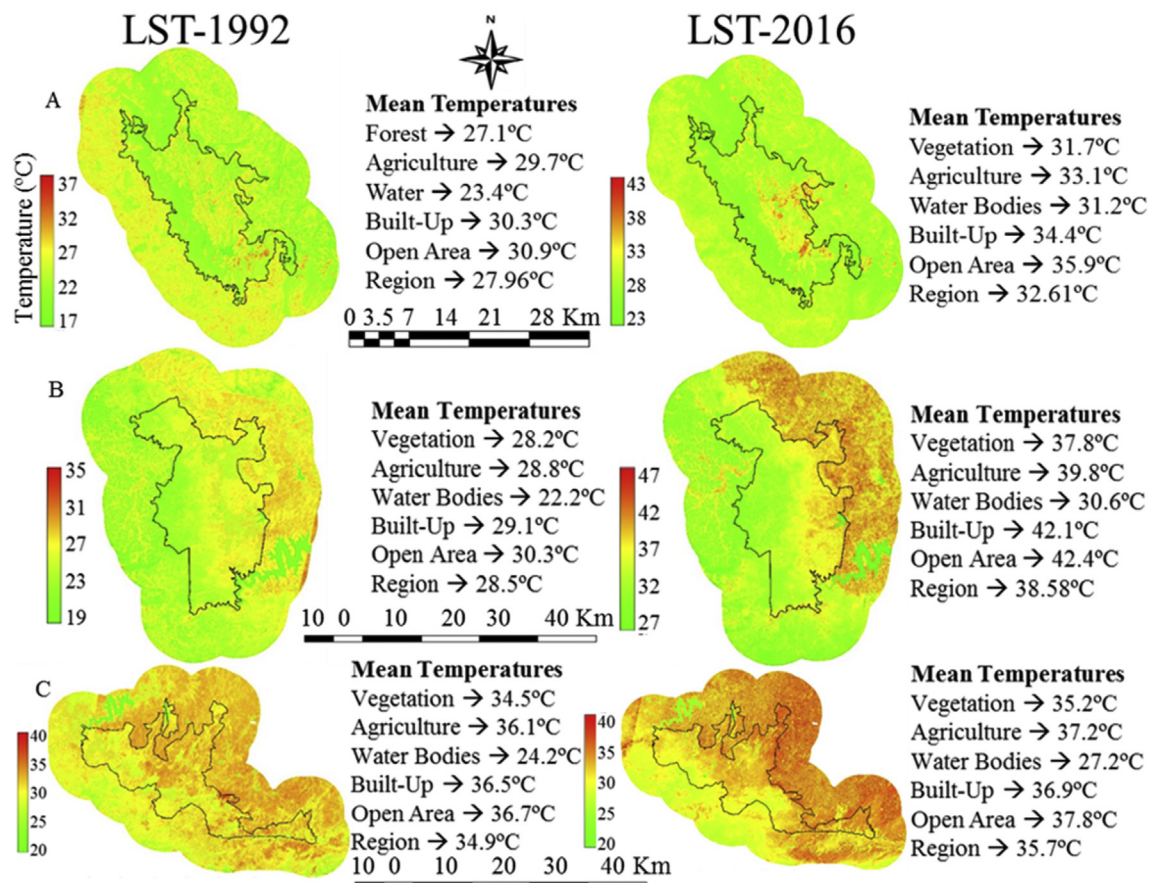 LST-1992
N
LST-2016
A
Temperature (ºC)
37
32
27
22
17
Mean Temperatures
Forest → 27.1ºC
Agriculture → 29.7ºC
Water → 23.4ºC
Built-Up → 30.3ºC
Open Area → 30.9ºC
Region → 27.96ºC
0 3.5 7 14 21 28 Km
43
38
33
28
23
Mean Temperatures
Vegetation → 31.7ºC
Agriculture → 33.1ºC
Water Bodies → 31.2ºC
Built-Up → 34.4ºC
Open Area → 35.9ºC
Region → 32.61ºC
B
35
31
27
23
19
Mean Temperatures
Vegetation → 28.2ºC
Agriculture → 28.8ºC
Water Bodies → 22.2ºC
Built-Up → 29.1ºC
Open Area → 30.3ºC
Region → 28.5ºC
10 0 10 20 30 40 Km
47
42
37
32
27
Mean Temperatures
Vegetation → 37.8ºC
Agriculture → 39.8ºC
Water Bodies → 30.6ºC
Built-Up → 42.1ºC
Open Area → 42.4ºC
Region → 38.58ºC
C
40
35
30
25
20
Mean Temperatures
Vegetation → 34.5ºC
Agriculture → 36.1ºC
Water Bodies → 24.2ºC
Built-Up → 36.5ºC
Open Area → 36.7ºC
Region → 34.9ºC
10 0 10 20 30 40 Km
40
35
30
25
20
Mean Temperatures
Vegetation → 35.2ºC
Agriculture → 37.2ºC
Water Bodies → 27.2ºC
Built-Up → 36.9ºC
Open Area → 37.8ºC
Region → 35.7ºC